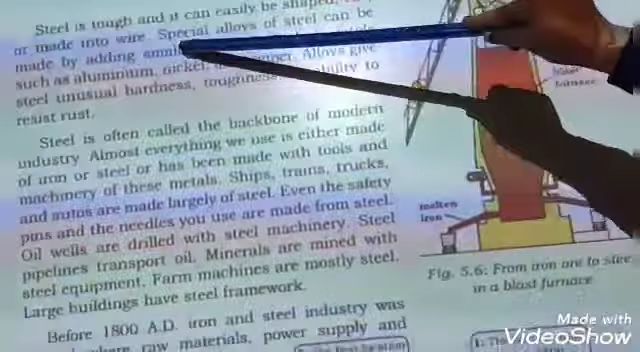 Steel is tough and it can easily be shaped,
or made into wire. Special alloys of steel can be
made by adding
such as aluminium, nickel, Alloys give
steel unusual hardness, toughness, ability to
resist rust.
Steel is often called the backbone of modern
industry. Almost everything we use is either made
of iron or steel or has been made with tools and
machinery of these metals. Ships, trains, trucks,
and autos are made largely of steel. Even the safety
pins and the needles you use are made from steel.
Oil wells are drilled with steel machinery. Steel
pipelines transport oil. Minerals are mined with
steel equipment. Farm machines are mostly steel.
Large buildings have steel framework.
Before 1800 A.D. iron and steel industry was
where raw materials, power supply and
furnace
molten
iron
Fig. 5.6: From iron ore to steel
in a blast furnace
Made with
VideoShow